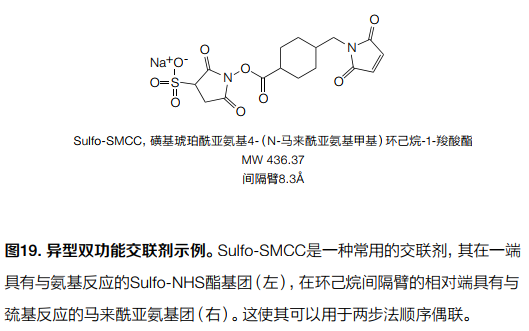 Na+O-
O
O
O
O
S
O
N
O
O
O
N
O
O
Sulfo-SMCC，磺基琥珀酰亚氨基4-（N-马来酰亚氨基甲基）环己烷-1-羧酸酯
MW 436.37
间隔臂8.3Å
图19. 异型双功能交联剂示例。Sulfo-SMCC是一种常用的交联剂，其在一端
具有与氨基反应的Sulfo-NHS酯基团（左），在环己烷间隔臂的相对端具有与
巯基反应的马来酰亚氨基团（右）。这使其可以用于两步法顺序偶联。